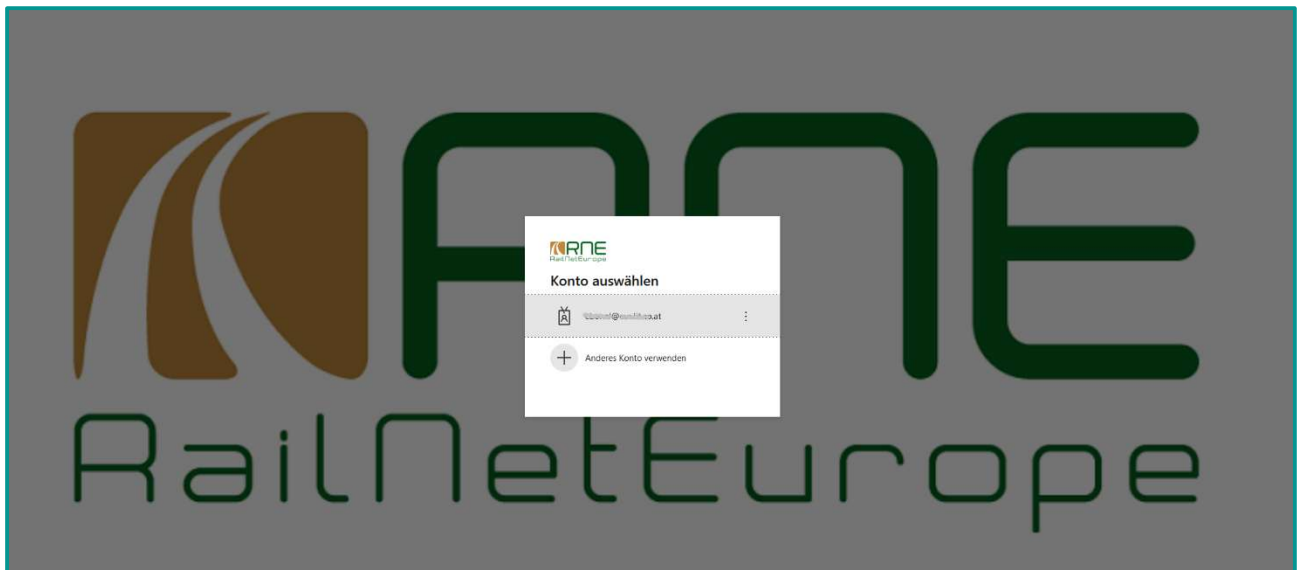 RNE
RailNetEurope
RNE
RailNetEurope
Konto auswählen
Anderes Konto verwenden